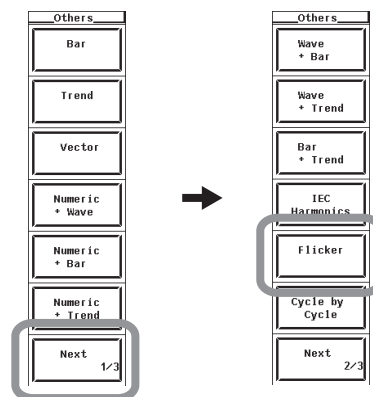 Others
Bar
Trend
Vector
Numeric
+ Wave
Numeric
+ Bar
Numeric
+ Trend
Next
1/3
Others
Wave
+ Bar
Wave
+ Trend
Bar
+ Trend
IEC
Harmonics
Flicker
Cycle by
Cycle
Next
2/3